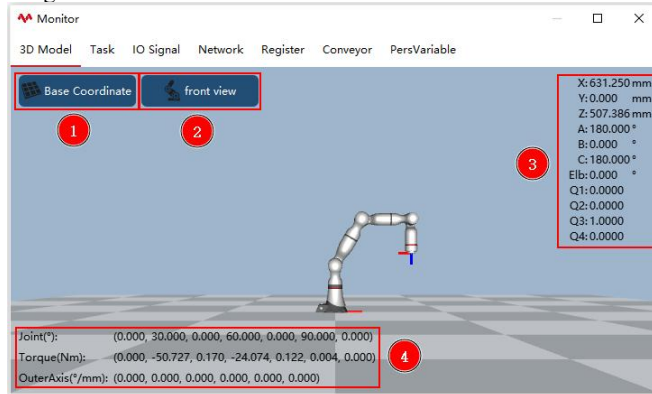 Monitor
3D Model Task IO Signal Network Register Conveyor PersVariable
Base Coordinate front view
1 2 3 4
X:631.250 mm
Y:0.000 mm
Z:507.386 mm
A:180.000 °
B:0.000 °
C:180.000 °
Elb:0.000 °
Q1:0.0000
Q2:0.0000
Q3:1.0000
Q4:0.0000
Joint(°): (0.000, 30.000, 0.000, 60.000, 0.000, 90.000, 0.000)
Torque(Nm): (0.000, -50.727, 0.170, -24.074, 0.122, 0.004, 0.000)
OuterAxis(°/mm): (0.000, 0.000, 0.000, 0.000, 0.000, 0.000)